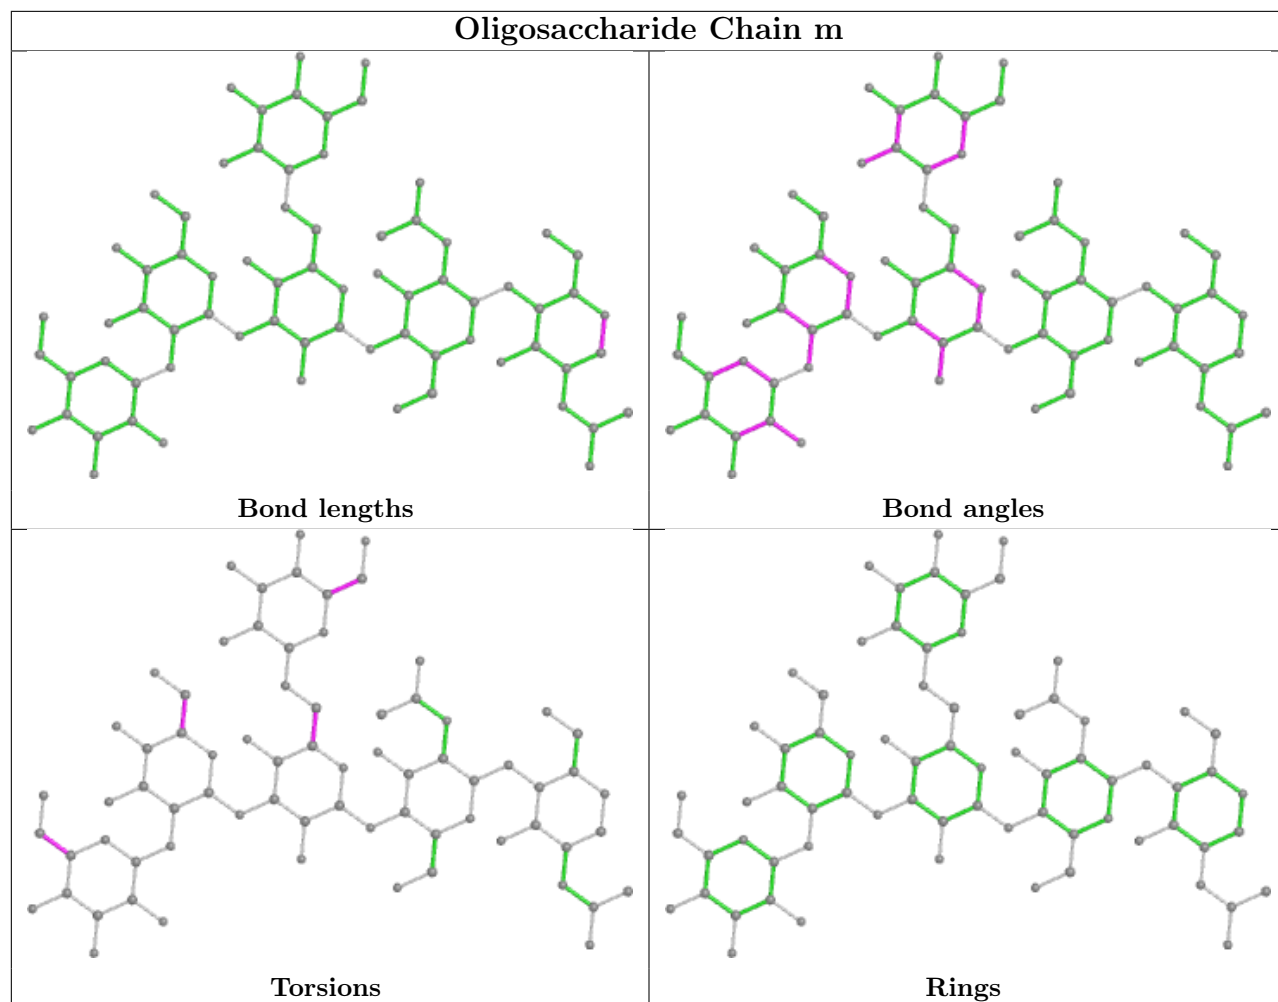 Oligosaccharide Chain m
Bond lengths
Bond angles
Torsions
Rings